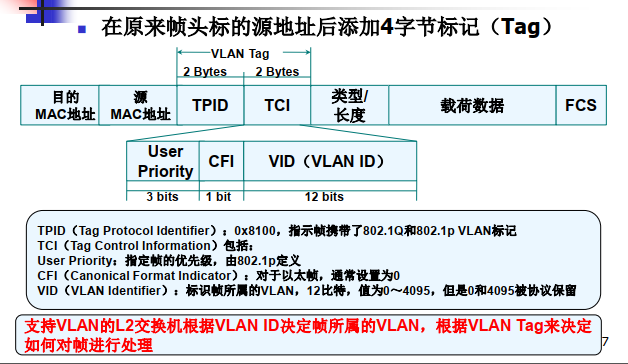 在原来帧头标的源地址后添加4字节标记（Tag）
VLAN Tag
2 Bytes 2 Bytes
目的
MAC地址
源
MAC地址
TPID
TCI
类型/
长度
载荷数据
FCS
User
Priority
CFI
VID（VLAN ID）
3 bits 1 bit 12 bits
TPID（Tag Protocol Identifier）：0x8100，指示帧携带了802.1Q和802.1p VLAN标记
TCI（Tag Control Information）包括：
User Priority：指定帧的优先级，由802.1p定义
CFI（Canonical Format Indicator）：对于以太帧，通常设置为0
VID（VLAN Identifier）：标识帧所属的VLAN，12比特，值为0～4095，但是0和4095被协议保留
支持VLAN的L2交换机根据VLAN ID决定帧所属的VLAN，根据VLAN Tag来决定
如何对帧进行处理
7